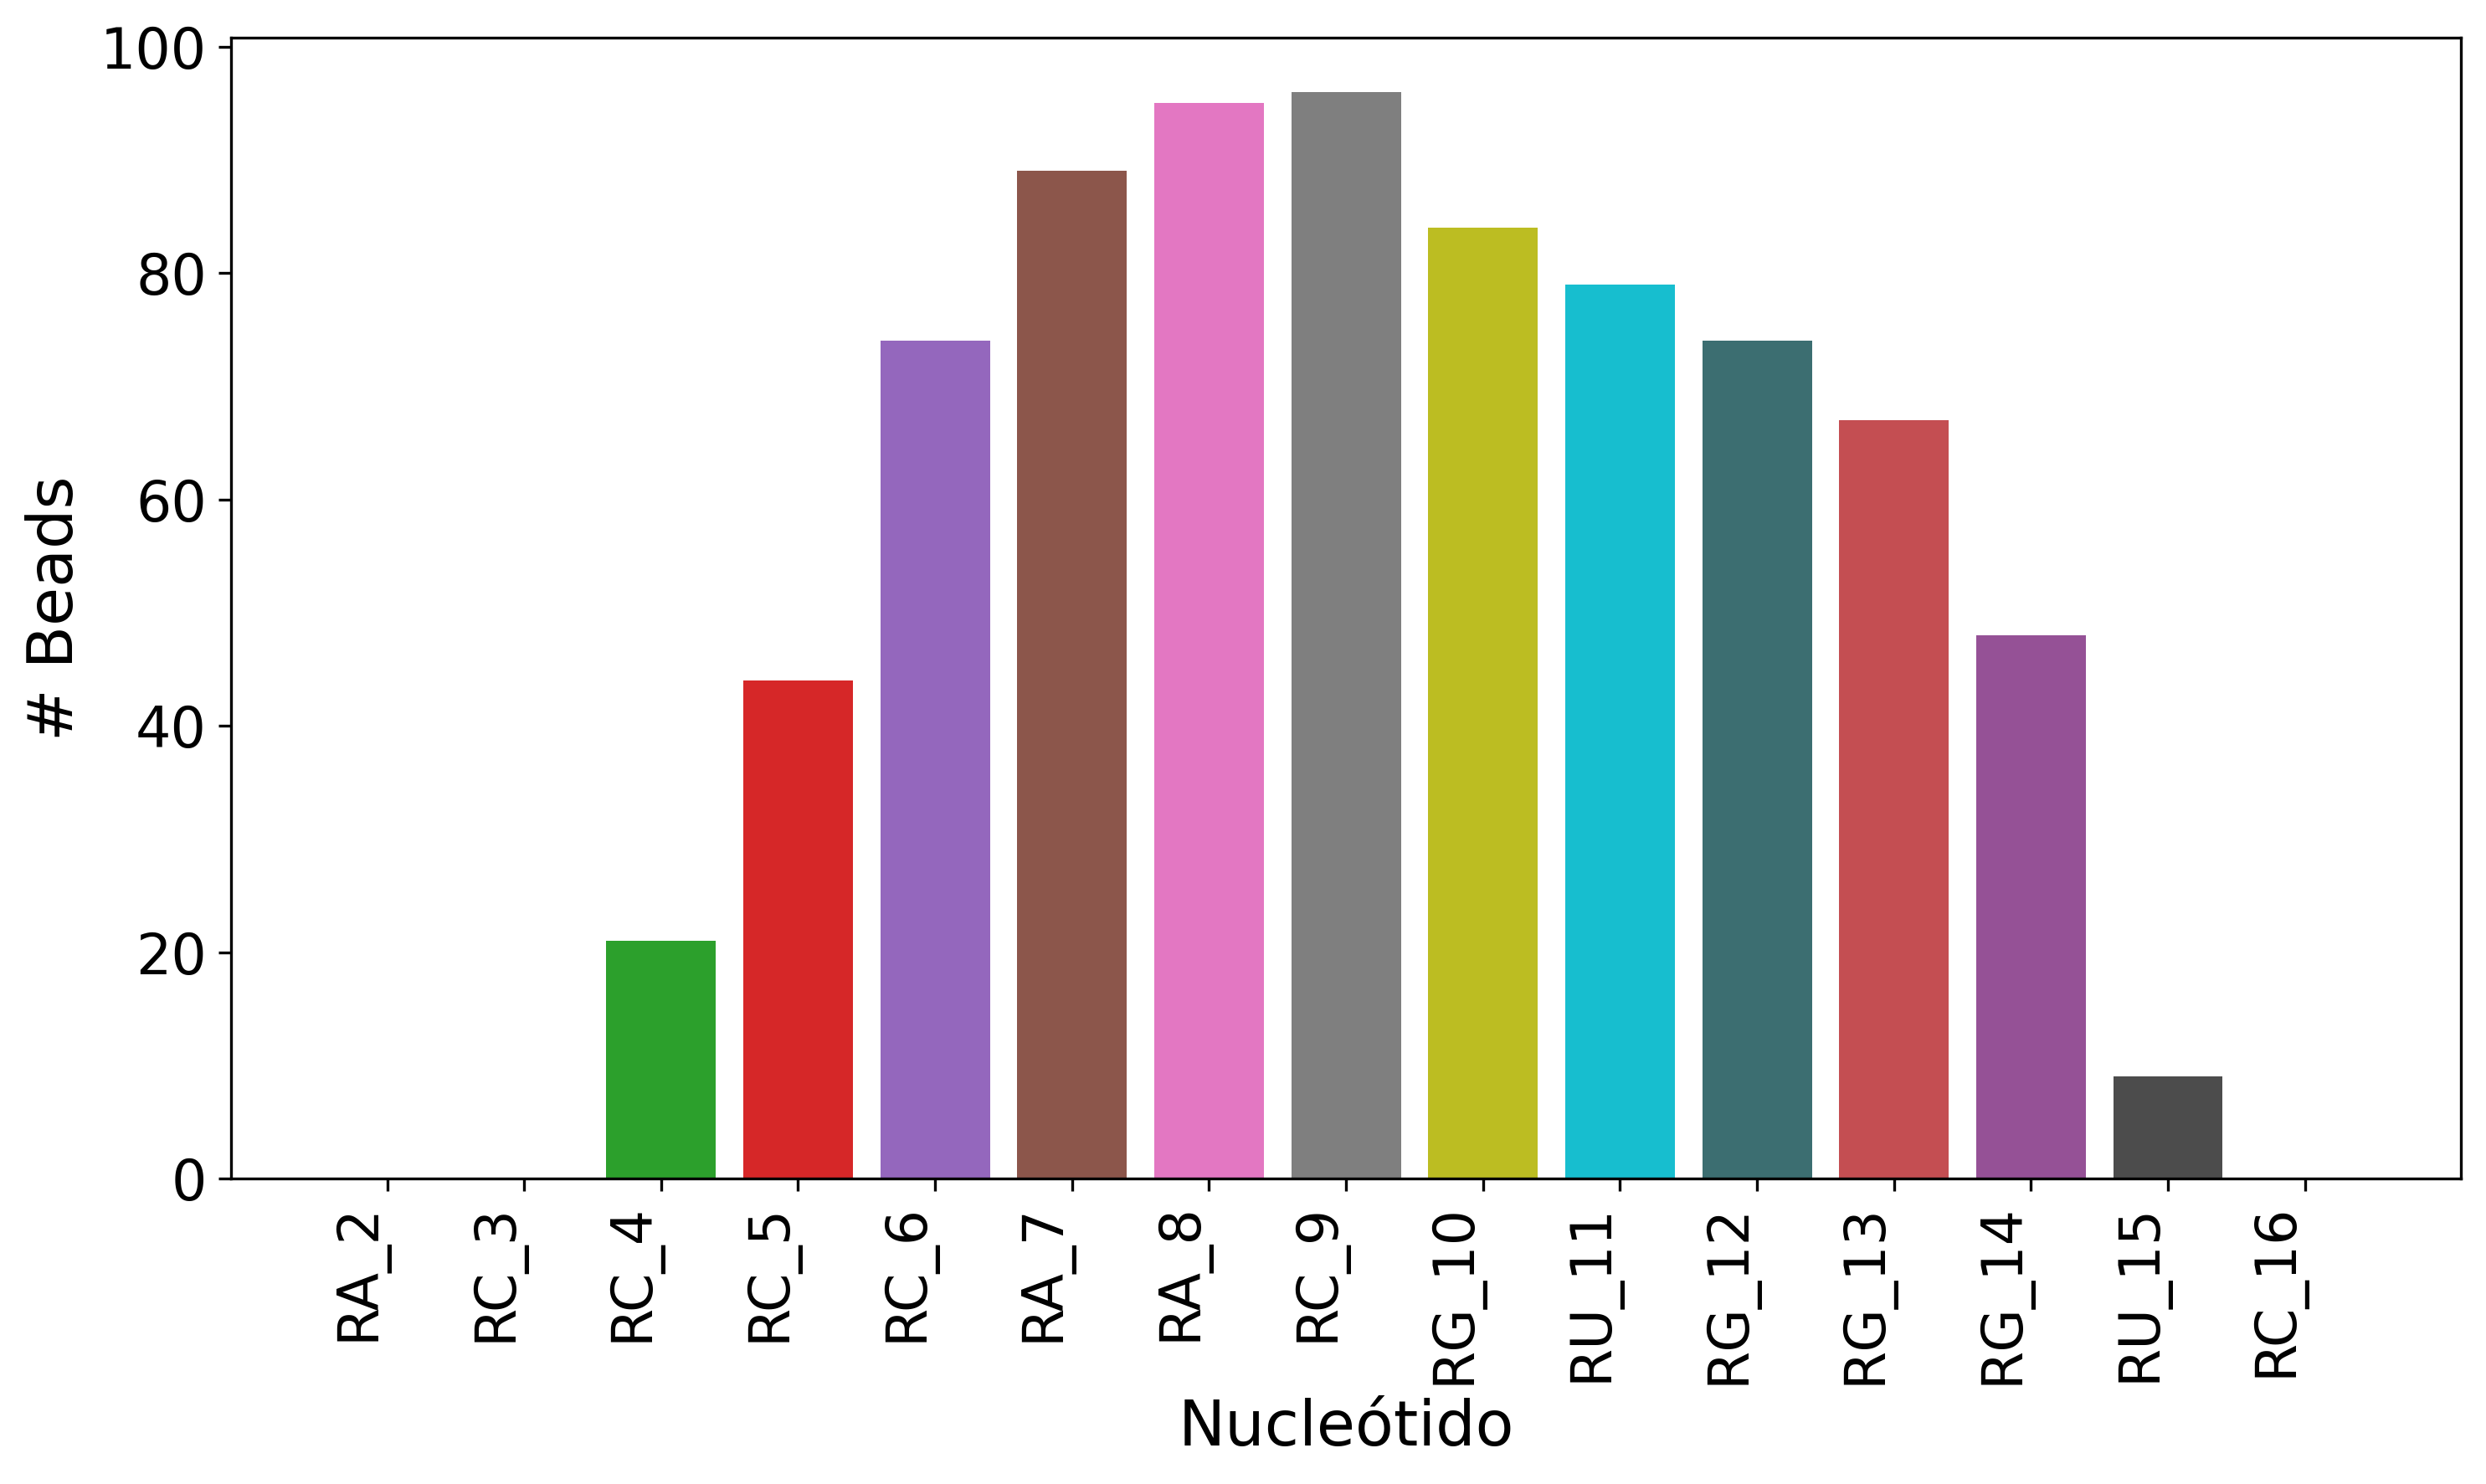 100
80
60
40
20
0
# Beads
RA_2
RC_3
RC_4
RC_5
RC_6
RA_7
RA_8
RC_9
RG_10
RU_11
RG_12
RG_13
RG_14
RU_15
RC_16
Nucleótido